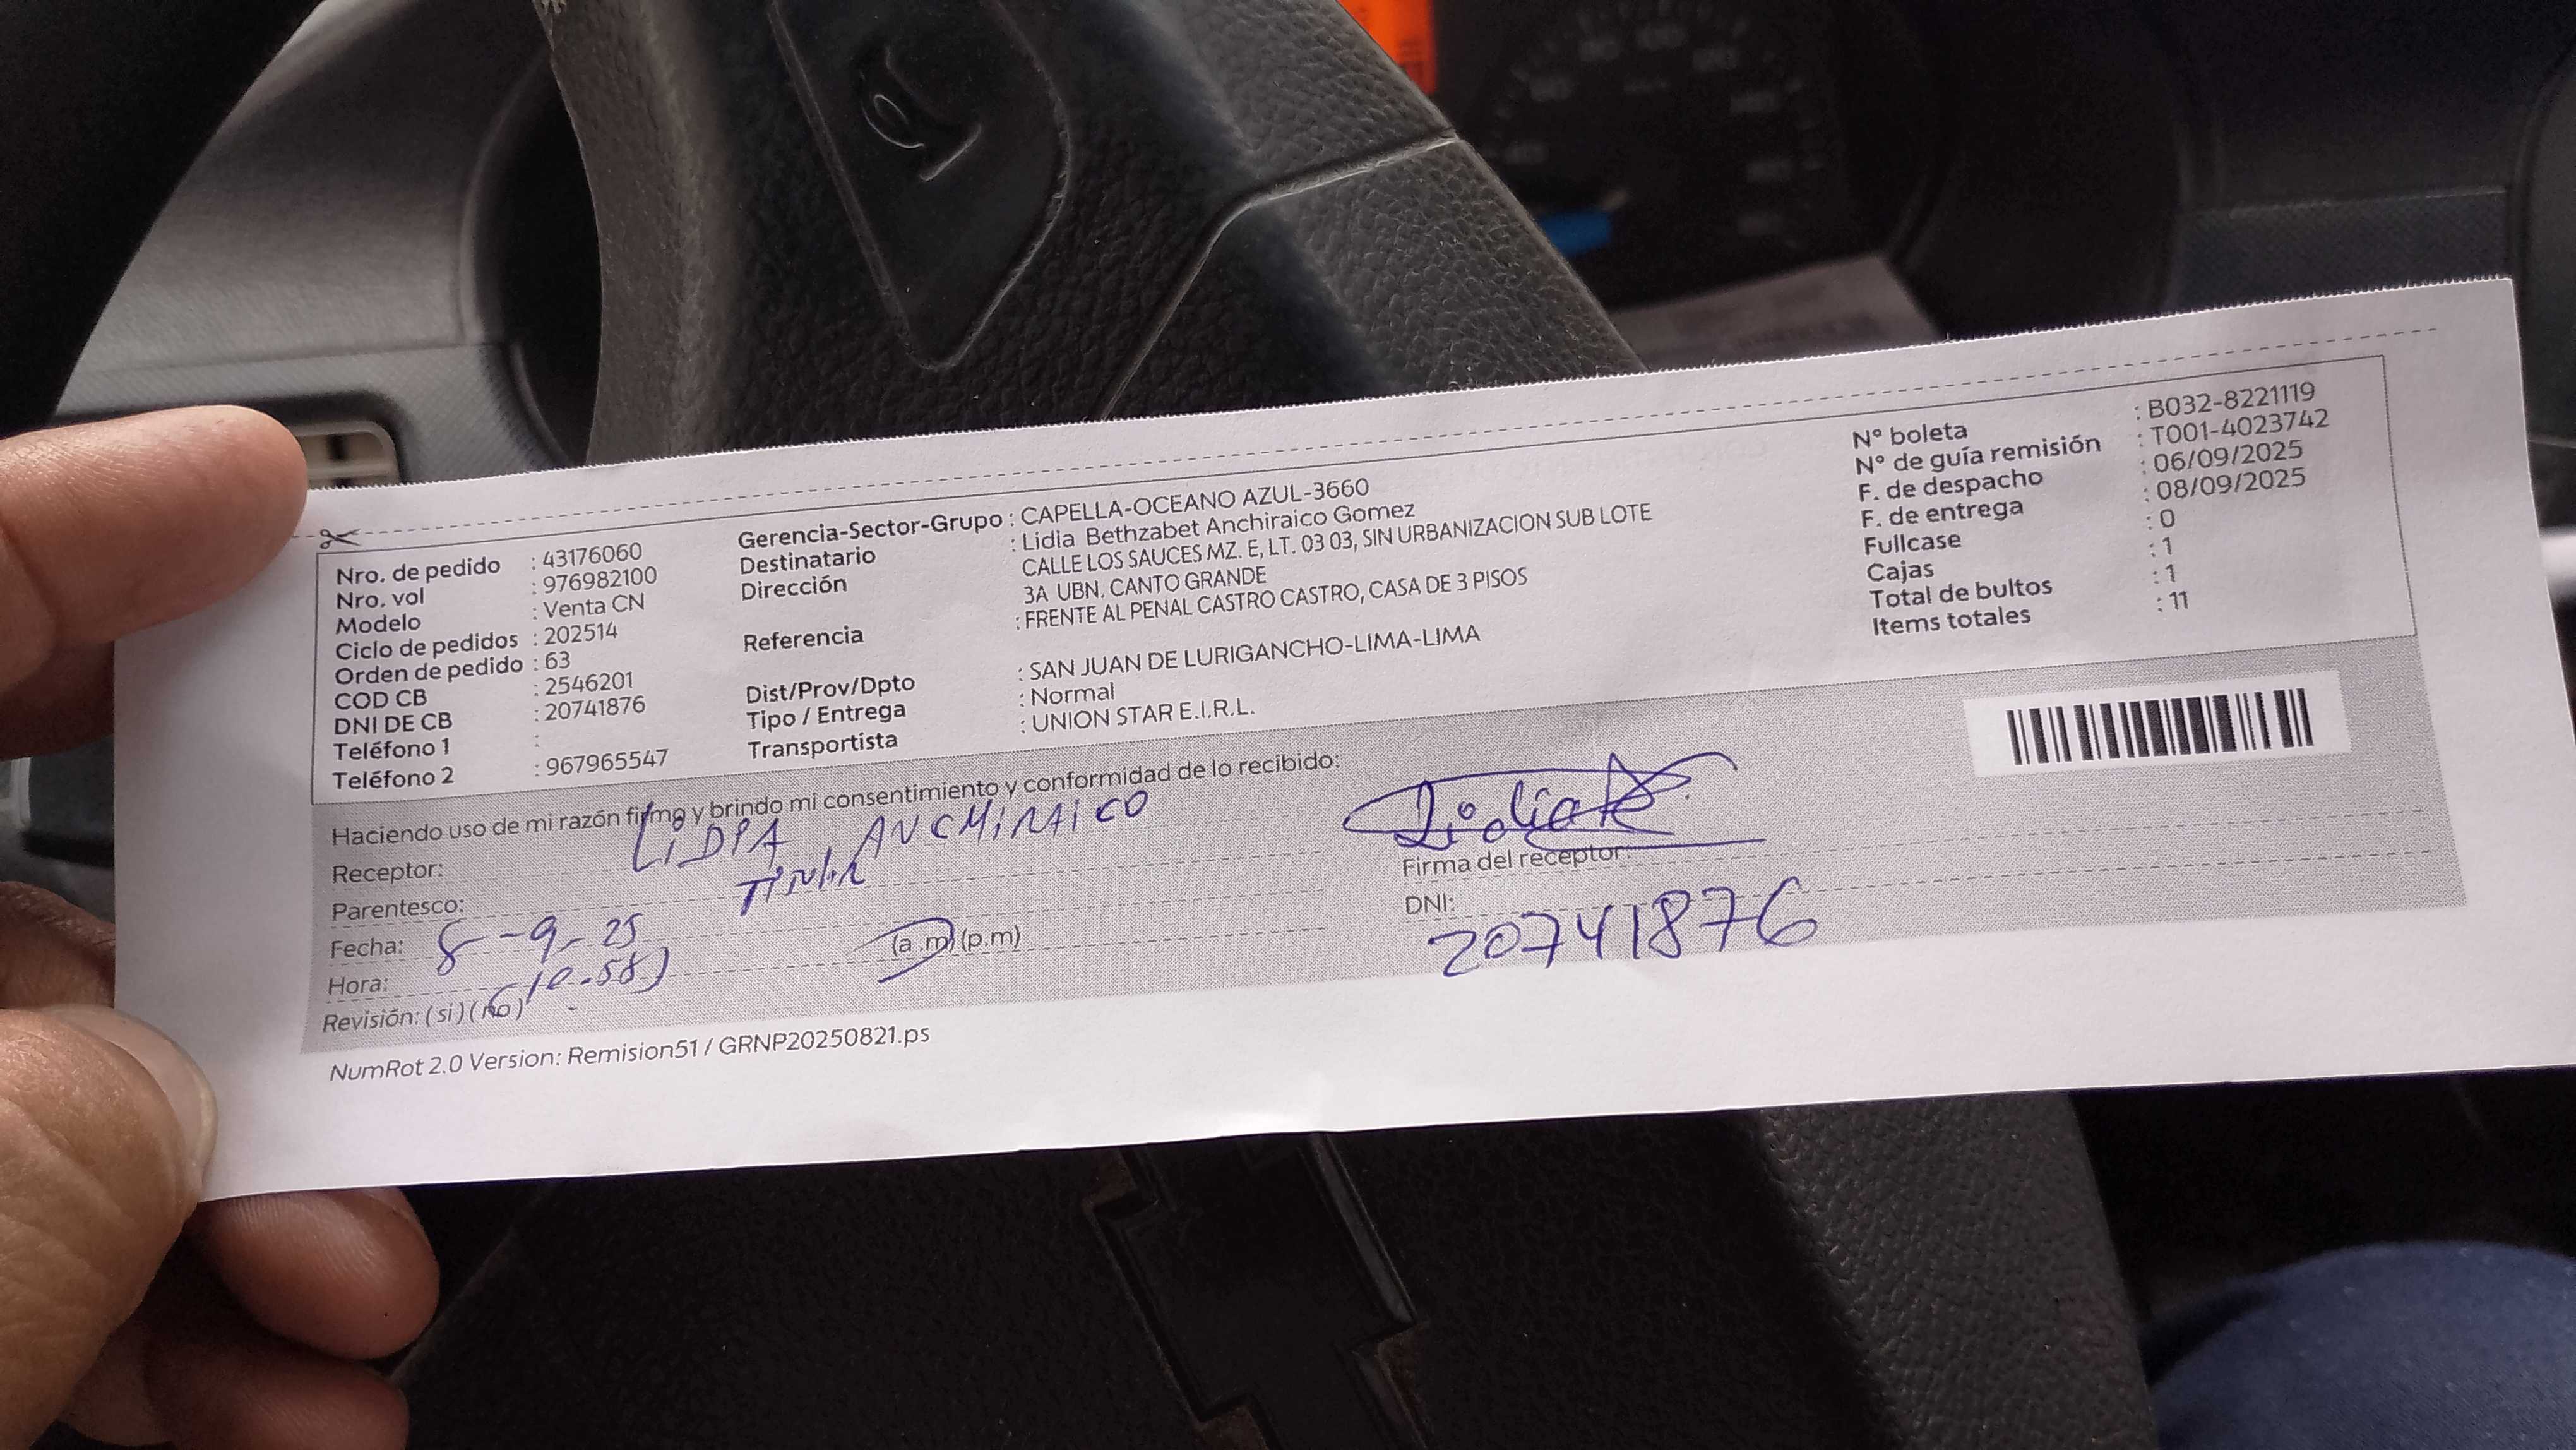 Nro. de pedido : 43176060
Nro. vol : 976982100
Modelo : Venta CN
Ciclo de pedidos : 202514
Orden de pedido : 63
COD CB : 2546201
DNI DE CB : 20741876
Teléfono 1 :
Teléfono 2 : 967965547
Gerencia-Sector-Grupo : CAPELLA-OCEANO AZUL-3660
Destinatario : Lidia Bethzabet Anchiraico Gomez
Dirección CALLE LOS SAUCES MZ. E, LT. 03 03, SIN URBANIZACION SUB LOTE
3A UBN. CANTO GRANDE
Referencia : FRENTE AL PENAL CASTRO CASTRO, CASA DE 3 PISOS
Dist/Prov/Dpto : SAN JUAN DE LURIGANCHO-LIMA-LIMA
Tipo / Entrega : Normal
Transportista : UNION STAR E.I.R.L.
N° boleta : B032-8221119
N° de guía remisión : T001-4023742
F. de despacho : 06/09/2025
F. de entrega : 08/09/2025
Fullcase : 0
Cajas : 1
Total de bultos : 1
Items totales : 11
Haciendo uso de mi razón firmo y brindo mi consentimiento y conformidad de lo recibido:
Receptor: LIDIA ANCHIRAICO
Parentesco:
Fecha: 8-9-25
Hora: 10-58 (a .m) (p.m)
Revisión: (si) (no)
Firma del receptor:
DNI: 20741876
NumRot 2.0 Version: Remision51 / GRNP20250821.ps